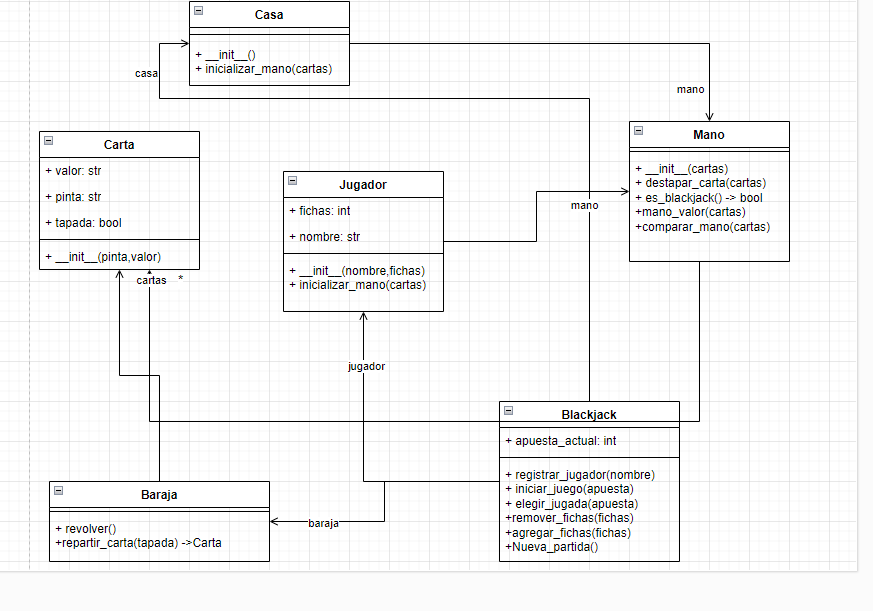 Casa
+ __init__()
+ inicializar_mano(cartas)
casa
mano
Carta
+ valor: str
+ pinta: str
+ tapada: bool
+ __init__(pinta,valor)
cartas *
Jugador
+ fichas: int
+ nombre: str
+ __init__(nombre,fichas)
+ inicializar_mano(cartas)
mano
Mano
+ __init__(cartas)
+ destapar_carta(cartas)
+ es_blackjack() -> bool
+mano_valor(cartas)
+comparar_mano(cartas)
jugador
Blackjack
+ apuesta_actual: int
+ registrar_jugador(nombre)
+ iniciar_juego(apuesta)
+ elegir_jugada(apuesta)
+remover_fichas(fichas)
+agregar_fichas(fichas)
+Nueva_partida()
Baraja
+ revolver()
+repartir_carta(tapada) ->Carta
baraja